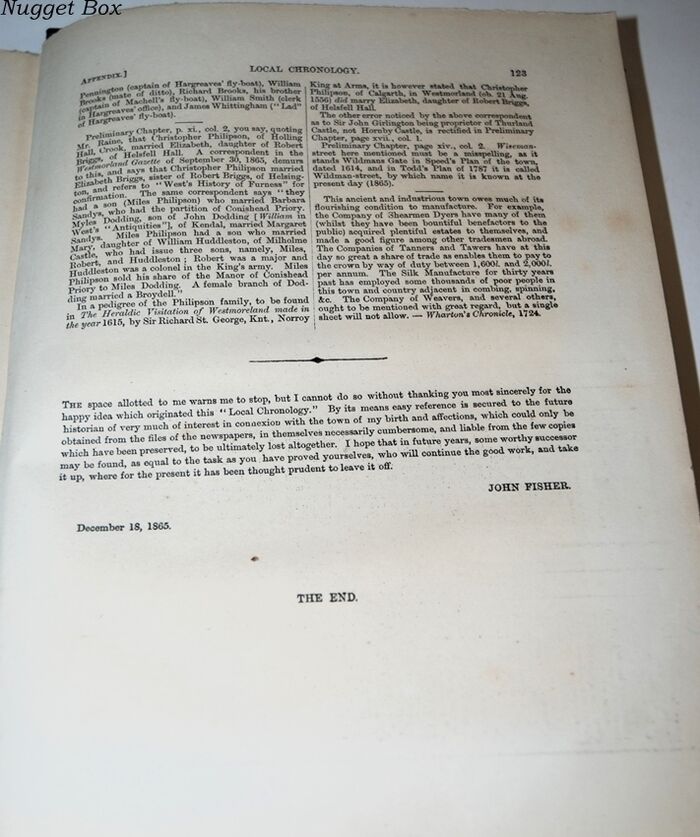 Nugget Box
APPENDIX.]
LOCAL CHRONOLOGY.
123
Pennington (captain of Hargreaves' fly-boat), William
Brooks (mate of ditto), Richard Brooks, his brother
(captain of Machell's fly-boat), William Smith (clerk
in Hargreaves' office), and James Whittingham ("Lad"
of Hargreaves' fly-boat).
Preliminary Chapter, p. xi., col. 2, you say, quoting
Mr. Raine, that Christopher Philipson, of Holling
Hall, Crook, married Elizabeth, daughter of Robert
Briggs, of Helsfell Hall. A correspondent in the
Westmorland Gazette of September 30, 1865, demurs
to this, and says that Christopher Philipson married
Elizabeth Briggs, sister of Robert Briggs, of Helsing-
ton, and refers to "West's History of Furness" for
confirmation. The same correspondent says "they
had a son (Miles Philipson) who married Barbara
Sandys, who had the partition of Conishead Priory.
Myles Dodding, son of John Dodding [William in
West's "Antiquities"], of Kendal, married Margaret
Sandys. Miles Philipson had a son who married
Mary, daughter of William Huddleston, of Milholme
Castle, who had issue three sons, namely, Miles,
Robert, and Huddleston; Robert was a major and
Huddleston was a colonel in the King's army. Miles
Philipson sold his share of the Manor of Conishead
Priory to Miles Dodding. A female branch of Dod-
ding married a Broydell."
In a pedigree of the Philipson family, to be found
in The Heraldic Visitation of Westmoreland made in
the year 1615, by Sir Richard St. George, Knt., Norroy
King at Arms, it is however stated that Christopher
Philipson, of Calgarth, in Westmorland (ob. 21 Aug.
1556) did marry Elizabeth, daughter of Robert Briggs,
of Helsfell Hall.
The other error noticed by the above correspondent
as to Sir John Girlington being proprietor of Thurland
Castle, not Hornby Castle, is rectified in Preliminary
Chapter, page xvii., col. 1.
Preliminary Chapter, page xiv., col. 2. Wiseman-
street here mentioned must be a misspelling, as it
stands Wildmans Gate in Speed's Plan of the town,
dated 1614, and in Todd's Plan of 1787 it is called
Wildman-street, by which name it is known at the
present day (1865).
This ancient and industrious town owes much of its
flourishing condition to manufacture. For example,
the Company of Shearmen Dyers have many of them
(whilst they have been bountiful benefactors to the
public) acquired plentiful estates to themselves, and
made a good figure among other tradesmen abroad.
The Companies of Tanners and Tawers have at this
day so great a share of trade as enables them to pay to
the crown by way of duty between 1,600l. and 2,000l.
per annum. The Silk Manufacture for thirty years
past has employed some thousands of poor people in
this town and country adjacent in combing, spinning,
&c. The Company of Weavers, and several others,
ought to be mentioned with great regard, but a single
sheet will not allow. — Wharton's Chronicle, 1724.
THE space allotted to me warns me to stop, but I cannot do so without thanking you most sincerely for the
happy idea which originated this "Local Chronology." By its means easy reference is secured to the future
historian of very much of interest in connexion with the town of my birth and affections, which could only be
obtained from the files of the newspapers, in themselves necessarily cumbersome, and liable from the few copies
which have been preserved, to be ultimately lost altogether. I hope that in future years, some worthy successor
may be found, as equal to the task as you have proved yourselves, who will continue the good work, and take
it up, where for the present it has been thought prudent to leave it off.
JOHN FISHER.
December 18, 1865.
THE END.